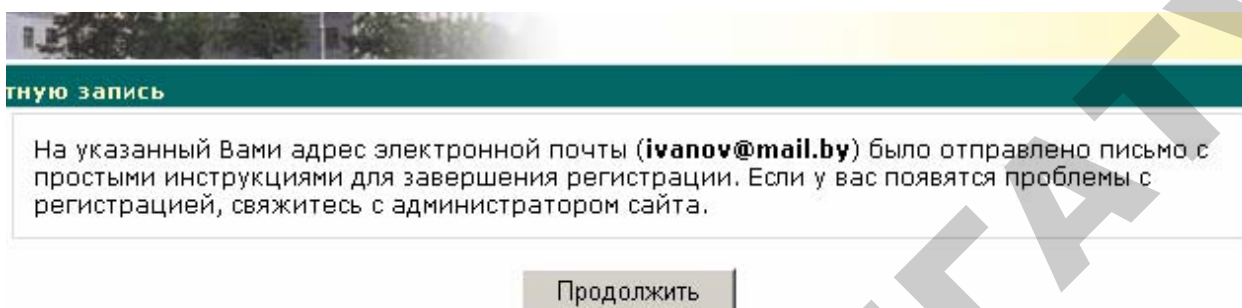 тную запись
На указанный Вами адрес электронной почты (ivanov@mail.by) было отправлено письмо с
простыми инструкциями для завершения регистрации. Если у вас появятся проблемы с
регистрацией, свяжитесь с администратором сайта.
Продолжить